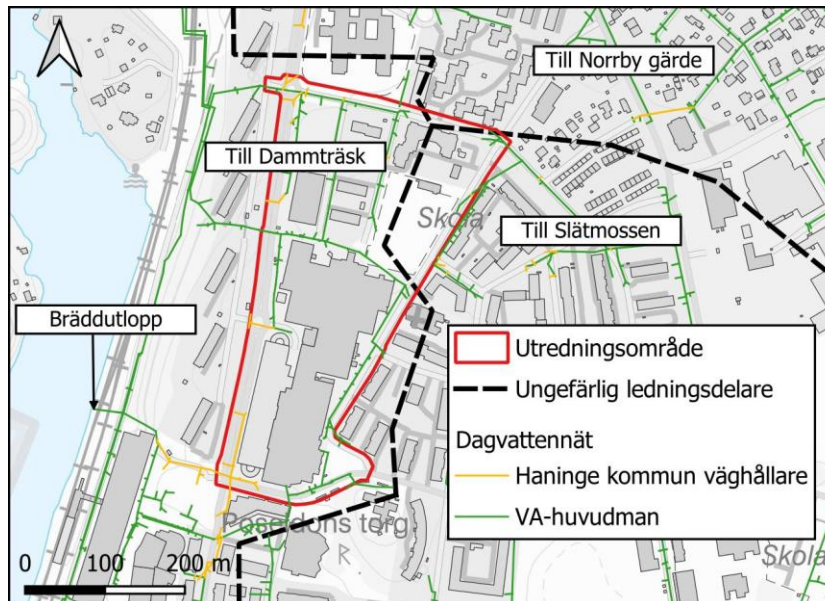 Till Norrby gärde
Till Dammträsk
Skola
Till Slätmossen
Bräddutlopp
Utredningsområde
Ungefärlig ledningsdelare
Dagvattennät
Haninge kommun väghållare
VA-huvudman
Poseidons torg
0 100 200 m
Skola